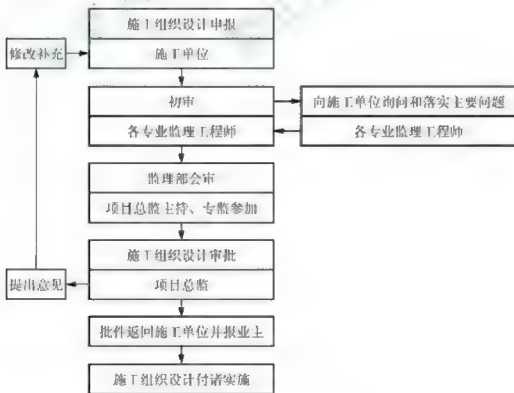 施工组织设计申报
修改补充
施工单位
初审
向施工单位询问和落实主要问题
各专业监理工程师
各专业监理工程师
监理部会审
项目总监主持、专监参加
施工组织设计审批
提出意见
项目总监
批件返回施工单位并报业主
施工组织设计付诸实施